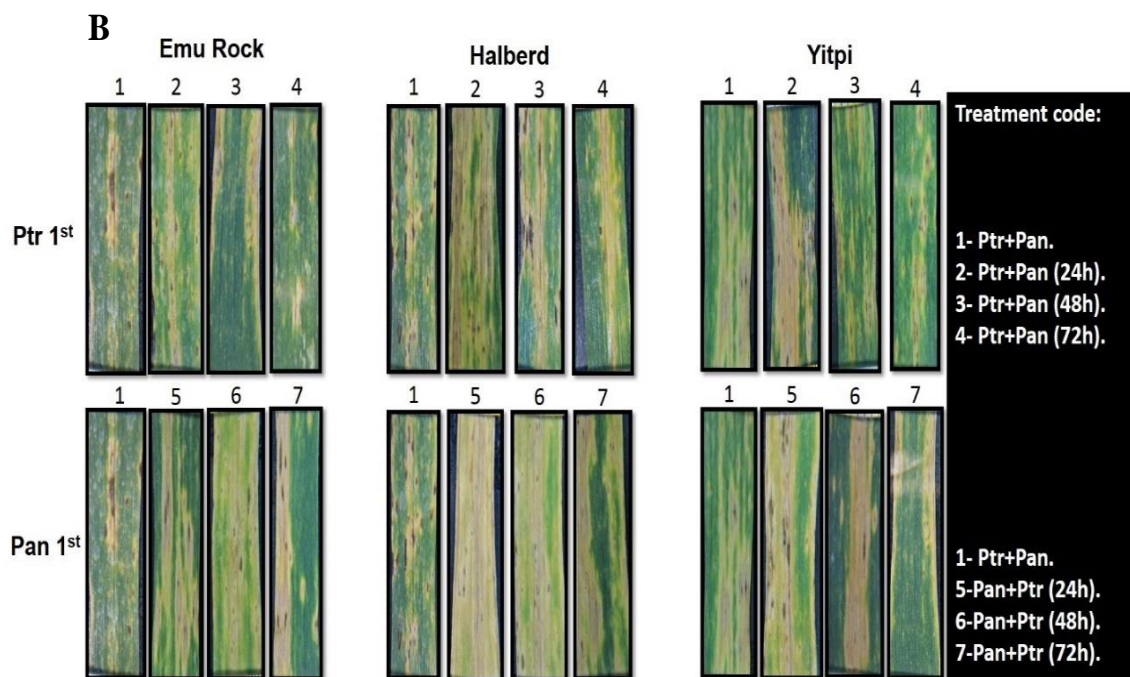 B
Emu Rock
Halberd
Yitpi
1 2 3 4
1 2 3 4
1 2 3 4
Ptr 1st
Treatment code:
1- Ptr+Pan.
2- Ptr+Pan (24h).
3- Ptr+Pan (48h).
4- Ptr+Pan (72h).
1 5 6 7
1 5 6 7
1 5 6 7
Pan 1st
1- Ptr+Pan.
5-Pan+Ptr (24h).
6-Pan+Ptr (48h).
7-Pan+Ptr (72h).